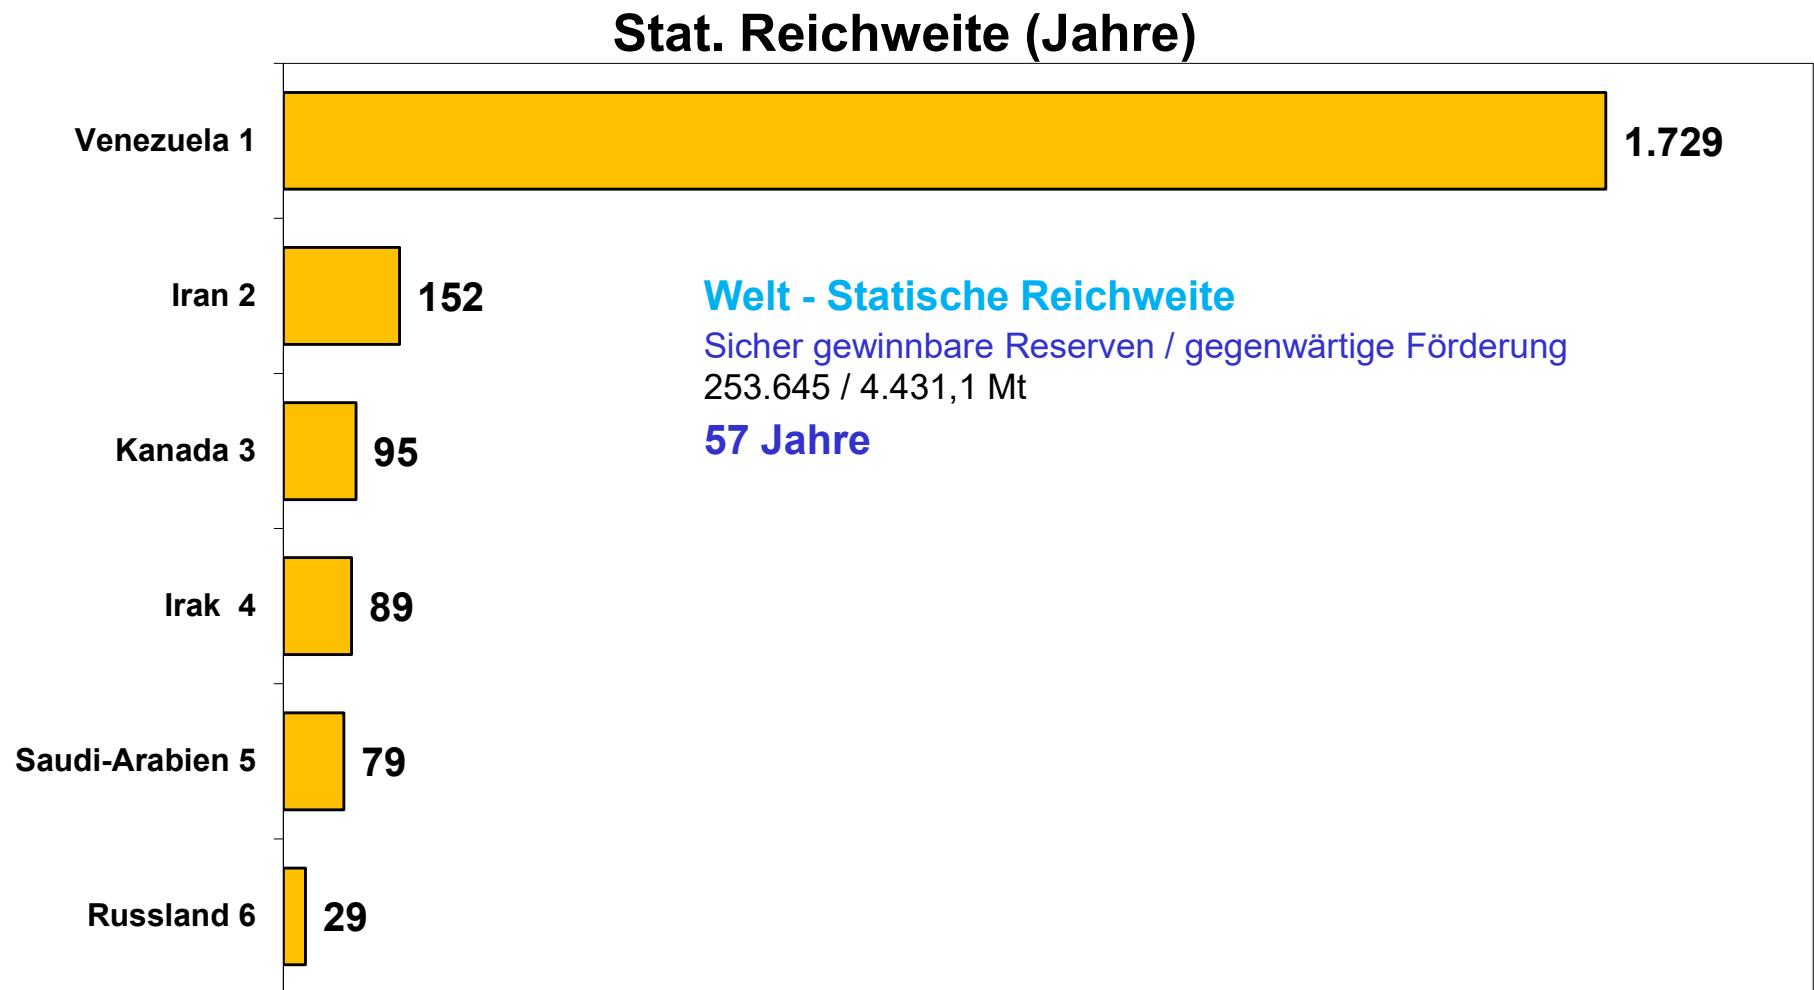 Stat. Reichweite (Jahre)
Venezuela 1
1.729
Iran 2
152
Welt - Statische Reichweite
Sicher gewinnbare Reserven / gegenwärtige Förderung
253.645 / 4.431,1 Mt
57 Jahre
Kanada 3
95
Irak  4
89
Saudi-Arabien 5
79
Russland 6
29